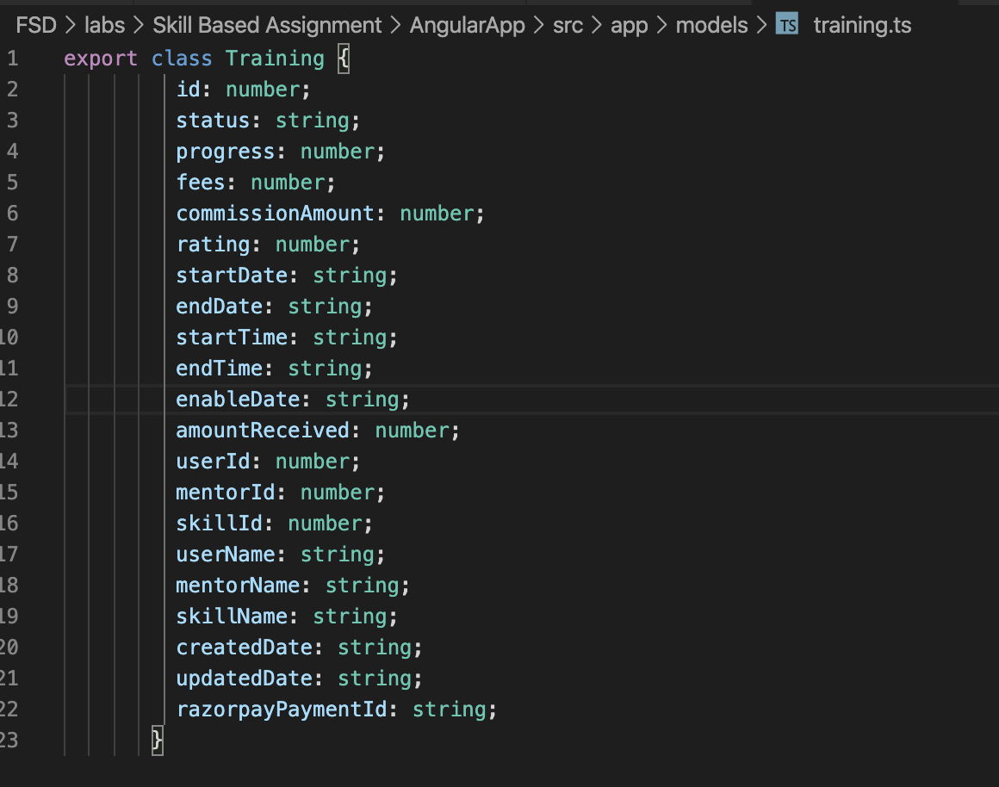 FSD > labs > Skill Based Assignment > AngularApp > src > app > models > TS training.ts
1 export class Training {
2 id: number;
3 status: string;
4 progress: number;
5 fees: number;
6 commissionAmount: number;
7 rating: number;
8 startDate: string;
9 endDate: string;
10 startTime: string;
11 endTime: string;
12 enableDate: string;
13 amountReceived: number;
14 userId: number;
15 mentorId: number;
16 skillId: number;
17 userName: string;
18 mentorName: string;
19 skillName: string;
20 createdDate: string;
21 updatedDate: string;
22 razorpayPaymentId: string;
23 }